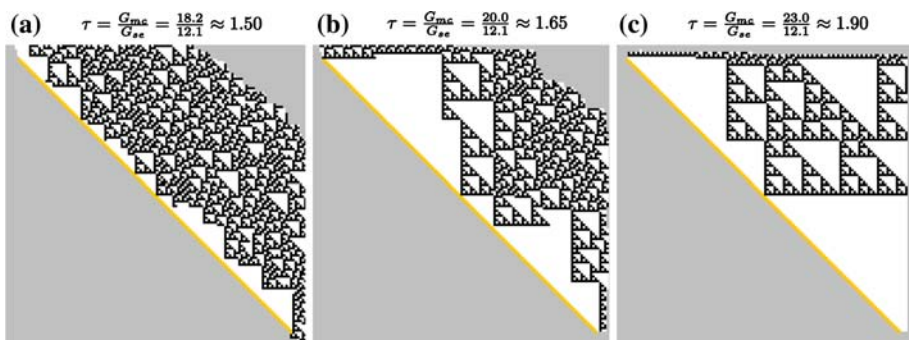 (a) τ = G_mc/G_se = 18.2/12.1 ≈ 1.50
(b) τ = G_mc/G_se = 20.0/12.1 ≈ 1.65
(c) τ = G_mc/G_se = 23.0/12.1 ≈ 1.90